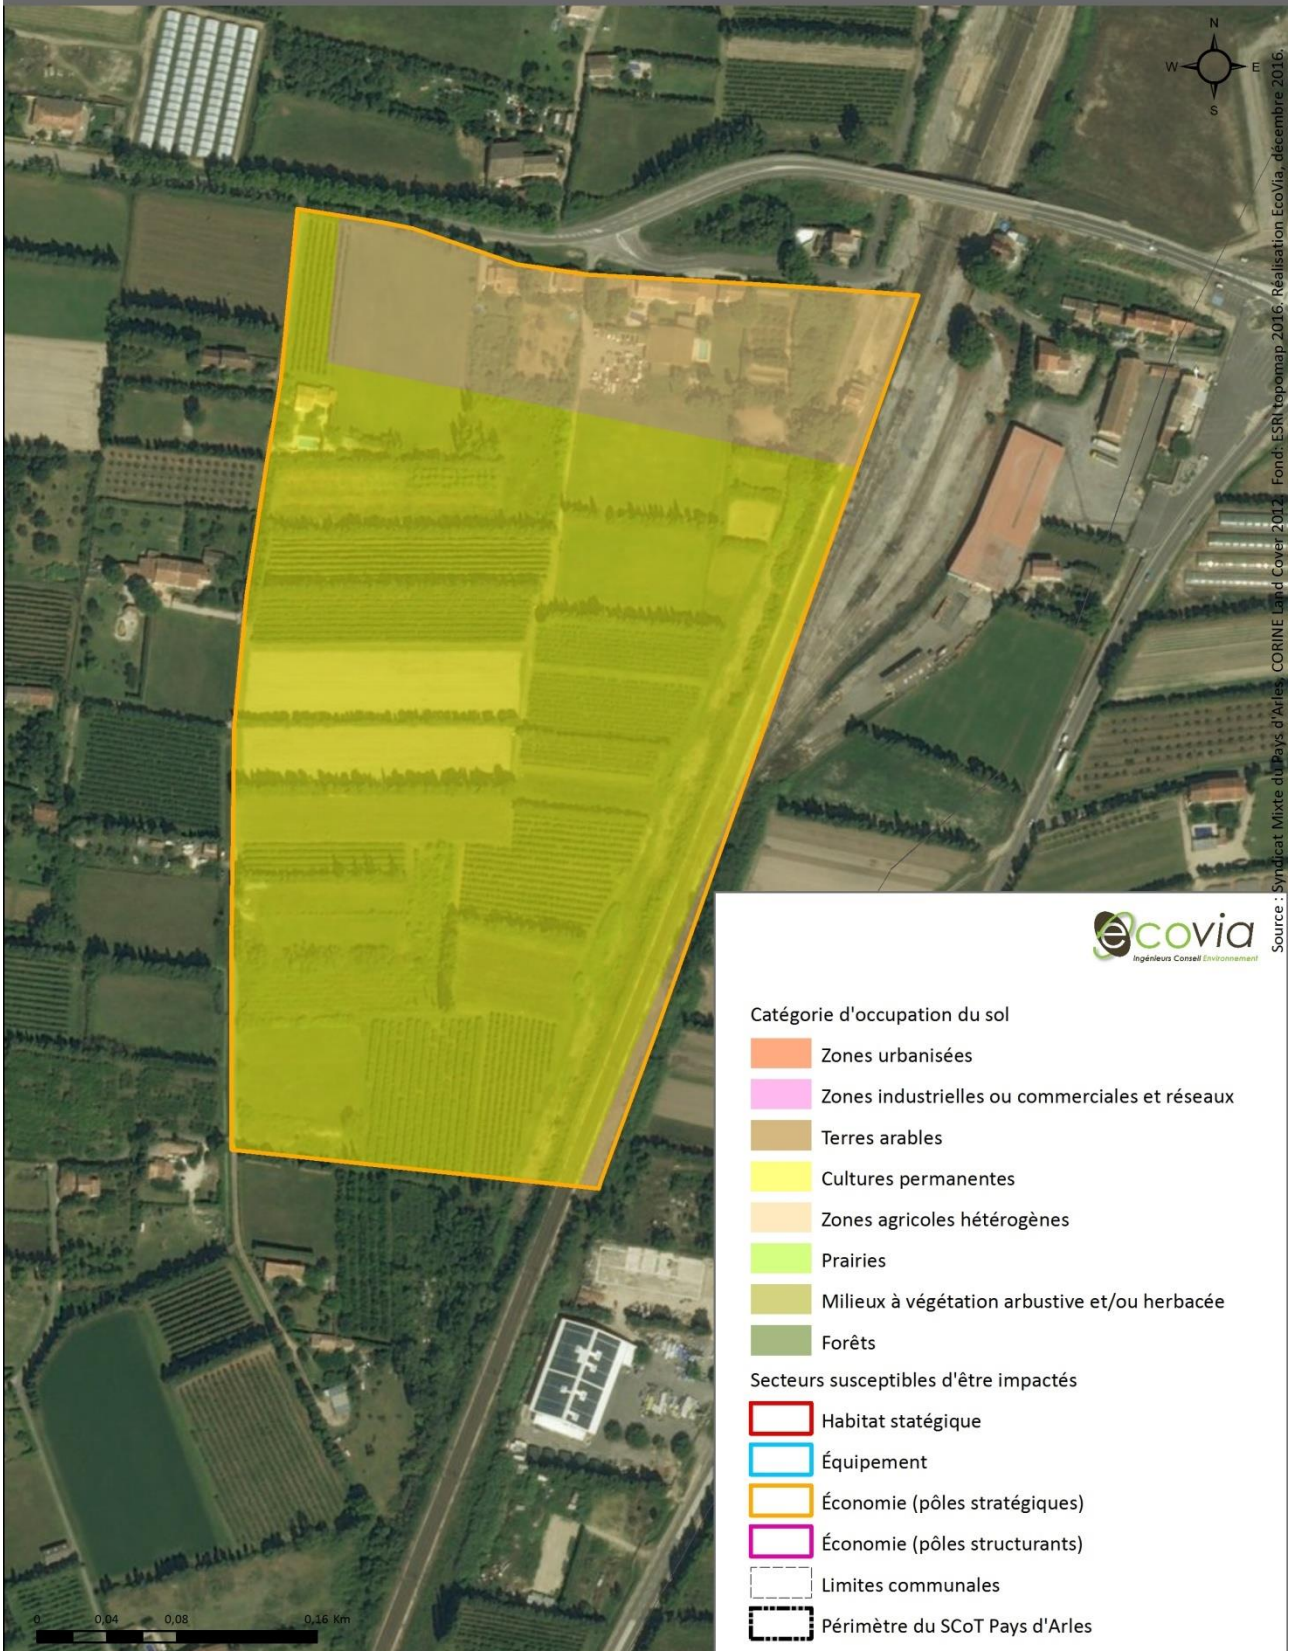 N
W E
S
Source : Syndicat Mixte du Pays d'Arles, CORINE Land Cover 2012. Fond: ESRI topomap 2016. Réalisation EcoVia, décembre 2016.
ecovia
Ingénieurs Conseil Environnement
Catégorie d'occupation du sol
Zones urbanisées
Zones industrielles ou commerciales et réseaux
Terres arables
Cultures permanentes
Zones agricoles hétérogènes
Prairies
Milieux à végétation arbustive et/ou herbacée
Forêts
Secteurs susceptibles d'être impactés
Habitat statégique
Équipement
Économie (pôles stratégiques)
Économie (pôles structurants)
Limites communales
Périmètre du SCoT Pays d'Arles
0 0,04 0,08 0,16 Km